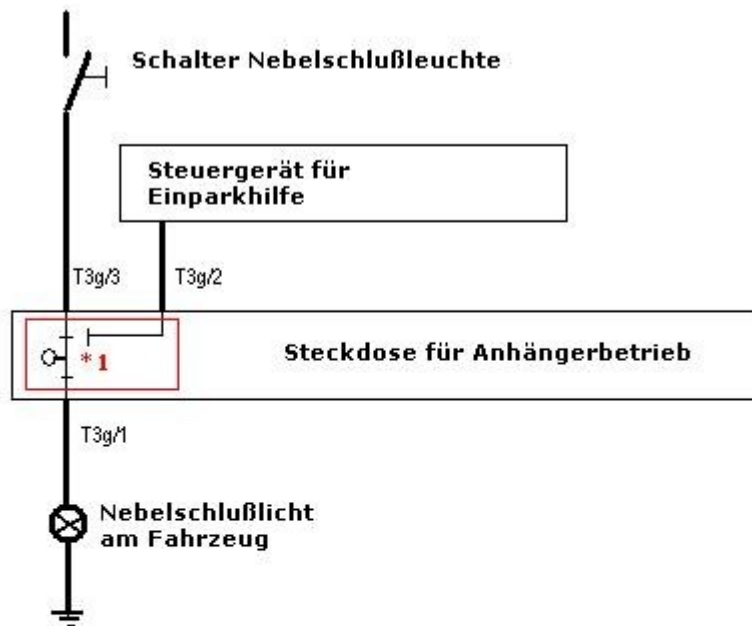 Schalter Nebelschlußleuchte
Steuergerät für
Einparkhilfe
T3g/3
T3g/2
*1
Steckdose für Anhängerbetrieb
T3g/1
Nebelschlußlicht
am Fahrzeug